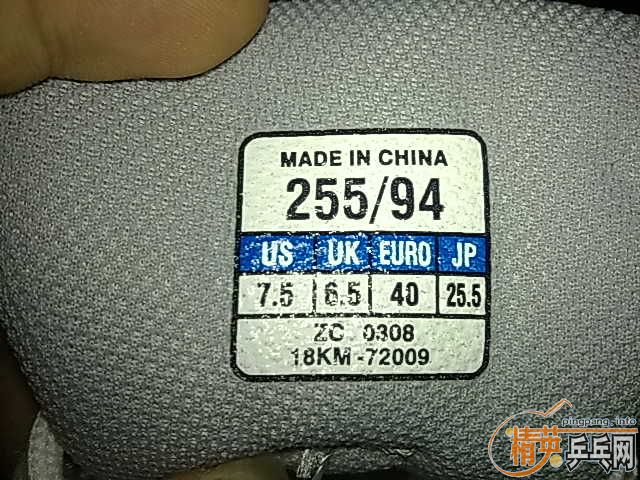 MADE IN CHINA
255/94
US UK EURO JP
7.5 6.5 40 25.5
ZC 0308
18KM-72009
pingpang.info
精英乒乓网